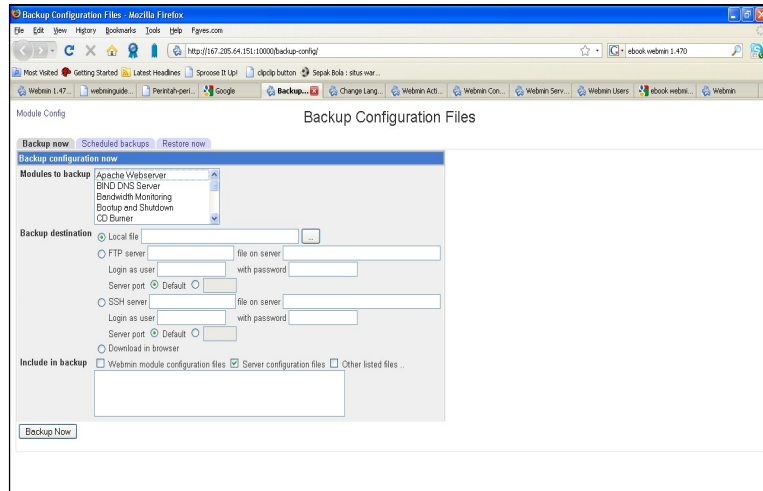 Backup Configuration Files - Mozilla Firefox
File Edit View History Bookmarks Tools Help Fgves.com
http://167.205.64.151:10000/backup-config/ ebook webmin 1.470
Most Visited Getting Started Latest Headlines Sproose It Up! clipclip button Sepak Bola : situs war...
Webmin 1.47... webminguide... Perintah-peri... Google Backup... Change Lang... Webmin Acti... Webmin Con... Webmin Serv... Webmin Users ebook webmi... Webmin
Module Config
Backup Configuration Files
Backup now Scheduled backups Restore now
Backup configuration now
Modules to backup Apache Webserver
BIND DNS Server
Bandwidth Monitoring
Bootup and Shutdown
CD Burner
Backup destination Local file ...
FTP server file on server
Login as user with password
Server port Default
SSH server file on server
Login as user with password
Server port Default
Download in browser
Include in backup Webmin module configuration files Server configuration files Other listed files ..
Backup Now